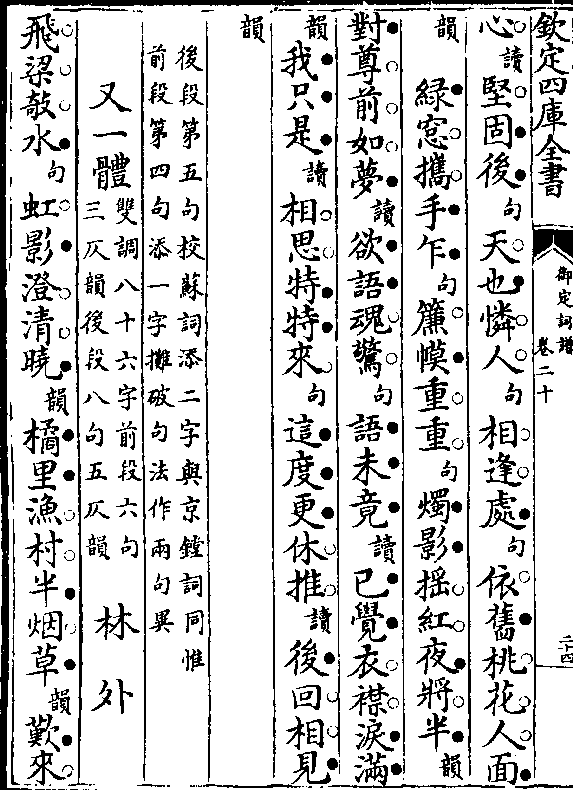 欽定四庫全書
御定詞譜 卷二十
二十四
心讀堅固後句天也憐人句相逢處句依舊桃花人面
韻
綠窓攜手乍句簾幙重重句燭影揺紅夜將半韻
對尊前如夢讀欲語魂驚句語未竟讀已覺衣襟淚滿
韻我只是讀相思特特來句這度更休推讀後回相見
韻
後段第五句校蘇詞添二字與京鏜詞同惟
前段第四句添一字攤破句法作兩句異
又一體雙調八十六字前段六句
三仄韻後段八句五仄韻 林外
飛梁敧水句虹影澄清曉韻橘里漁村半烟草韻歎來